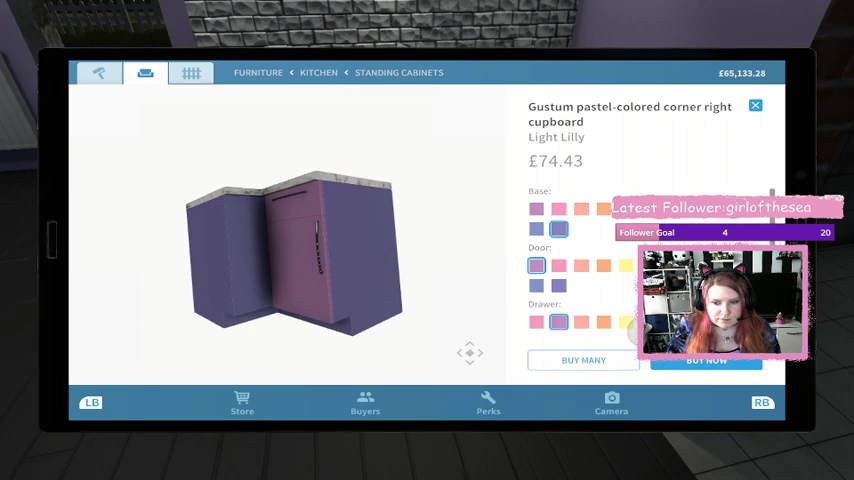 FURNITURE < KITCHEN < STANDING CABINETS
£65,133.28
Gustum pastel-colored corner right
cupboard
Light Lilly
£74.43
Base:
Latest Follower:girlofthesea
Follower Goal 4 20
Door:
Drawer:
BUY MANY
BUY NOW
LB
Store
Buyers
Perks
Camera
RB